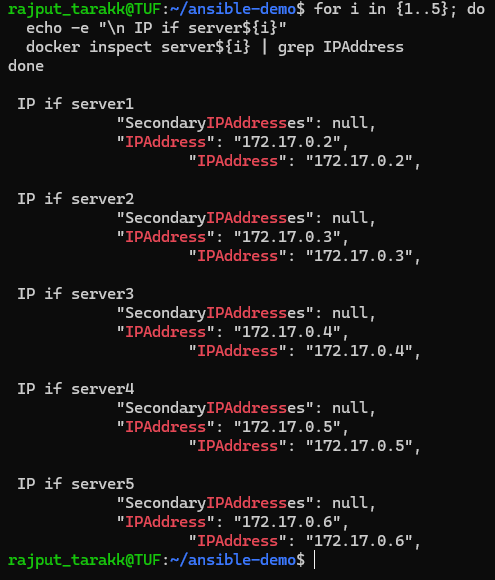 rajput_tarakk@TUF:~/ansible-demo$ for i in {1..5}; do
  echo -e "\n IP if server${i}"
  docker inspect server${i} | grep IPAddress
done

 IP if server1
            "SecondaryIPAddresses": null,
            "IPAddress": "172.17.0.2",
                    "IPAddress": "172.17.0.2",

 IP if server2
            "SecondaryIPAddresses": null,
            "IPAddress": "172.17.0.3",
                    "IPAddress": "172.17.0.3",

 IP if server3
            "SecondaryIPAddresses": null,
            "IPAddress": "172.17.0.4",
                    "IPAddress": "172.17.0.4",

 IP if server4
            "SecondaryIPAddresses": null,
            "IPAddress": "172.17.0.5",
                    "IPAddress": "172.17.0.5",

 IP if server5
            "SecondaryIPAddresses": null,
            "IPAddress": "172.17.0.6",
                    "IPAddress": "172.17.0.6",
rajput_tarakk@TUF:~/ansible-demo$